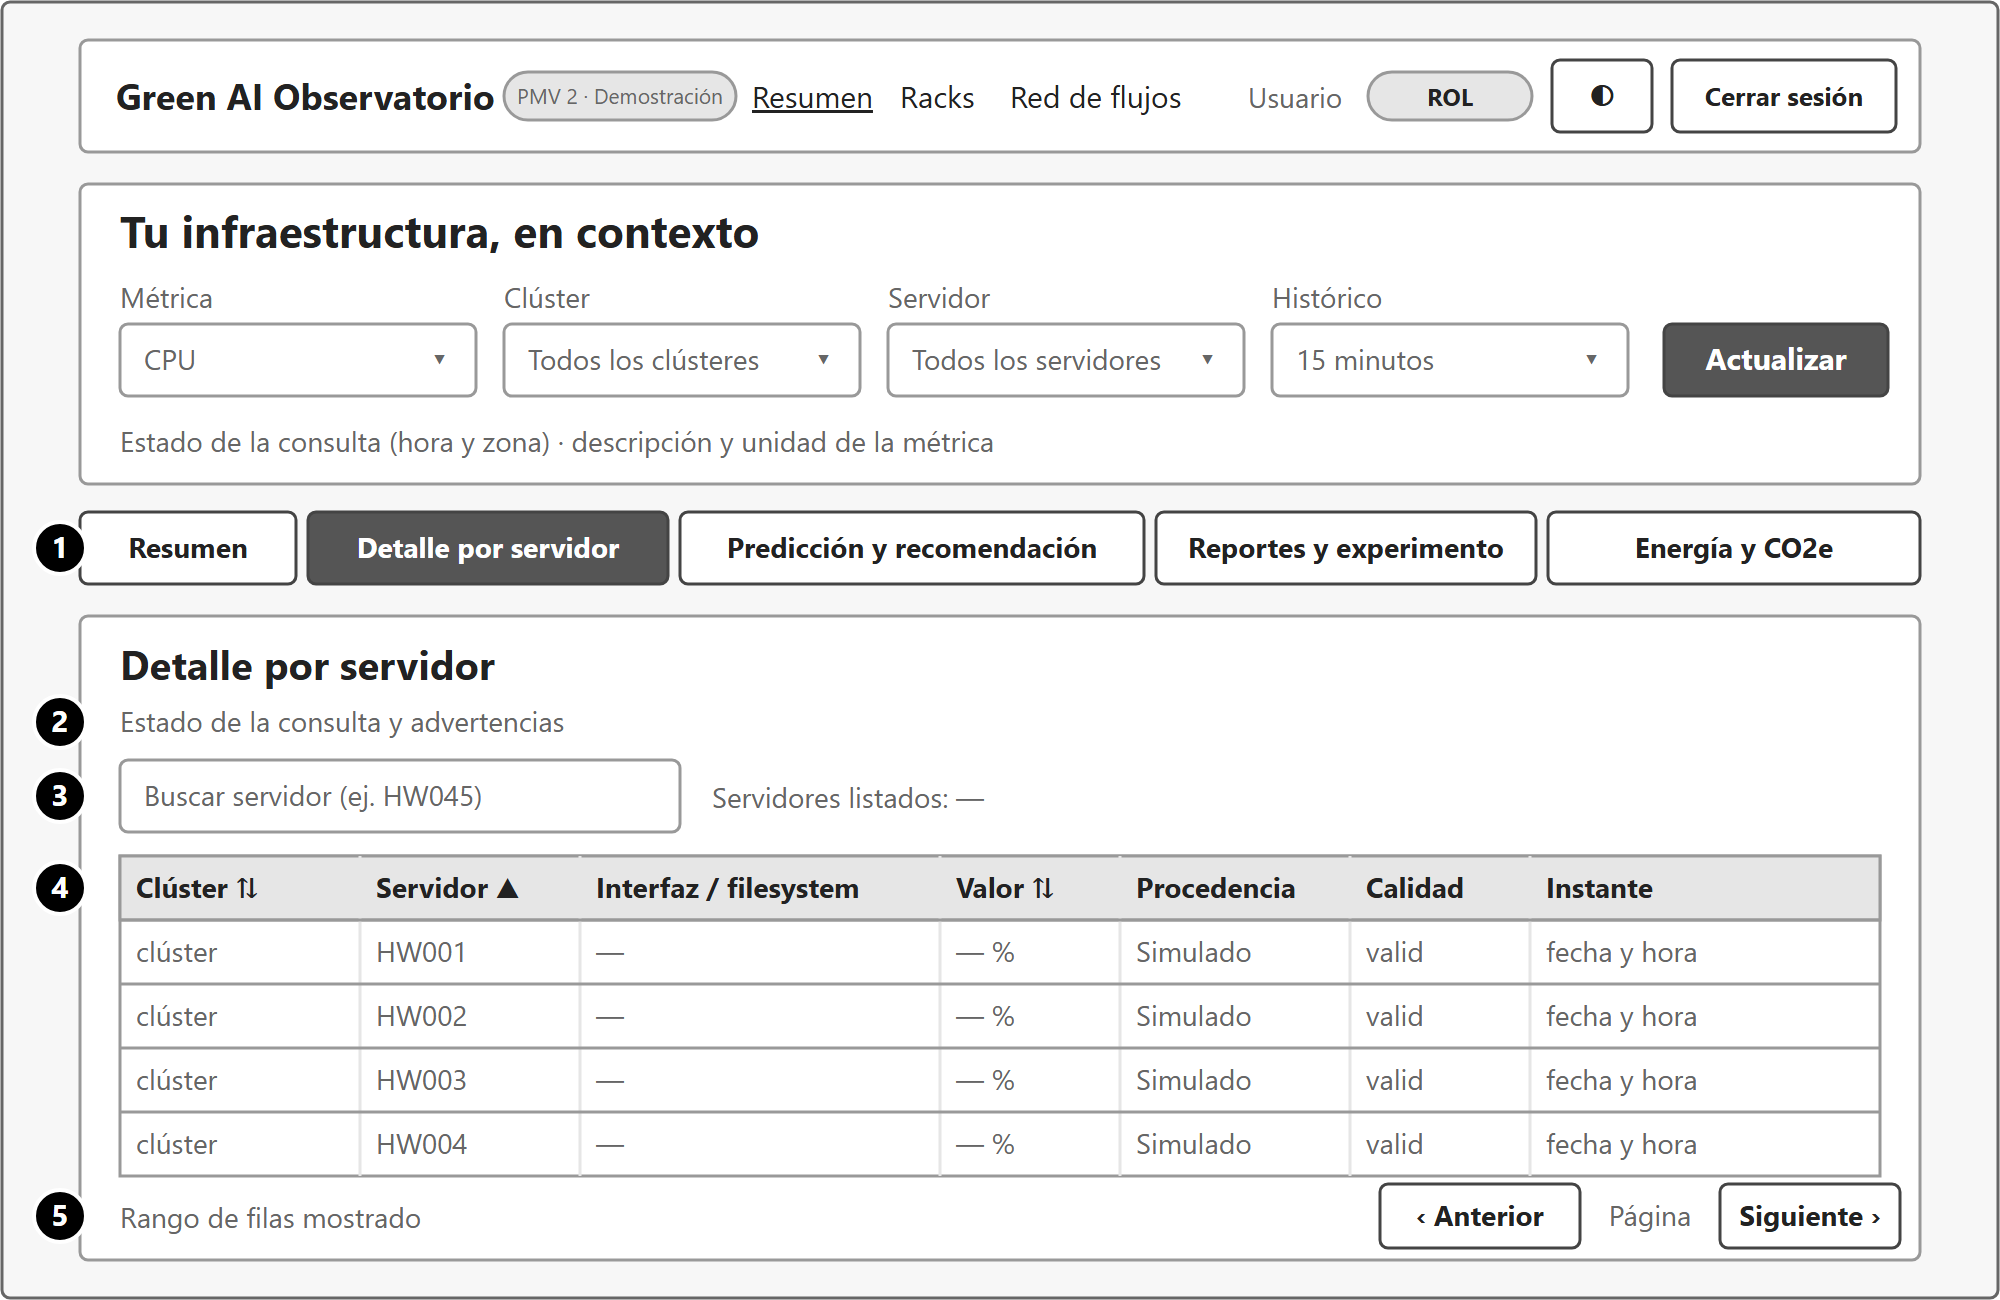 Green AI Observatorio PMV 2 · Demostración Resumen Racks Red de flujos Usuario ROL ◐ Cerrar sesión
Tu infraestructura, en contexto
Métrica Clúster Servidor Histórico
CPU ▼ Todos los clústeres ▼ Todos los servidores ▼ 15 minutos ▼ Actualizar
Estado de la consulta (hora y zona) · descripción y unidad de la métrica
1 Resumen Detalle por servidor Predicción y recomendación Reportes y experimento Energía y CO2e
Detalle por servidor
2 Estado de la consulta y advertencias
3 Buscar servidor (ej. HW045) Servidores listados: —
4 Clúster ⇅ Servidor ▲ Interfaz / filesystem Valor ⇅ Procedencia Calidad Instante
clúster HW001 — — % Simulado valid fecha y hora
clúster HW002 — — % Simulado valid fecha y hora
clúster HW003 — — % Simulado valid fecha y hora
clúster HW004 — — % Simulado valid fecha y hora
5 Rango de filas mostrado ‹ Anterior Página Siguiente ›